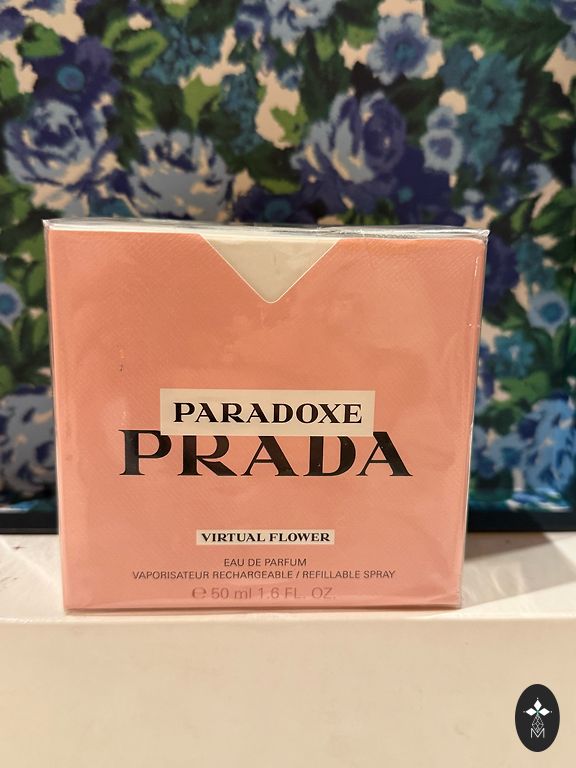 PARADOXE
PRADA
VIRTUAL FLOWER
EAU DE PARFUM
VAPORISATEUR RECHARGEABLE / REFILLABLE SPRAY
℮ 50 ml 1.6 FL. OZ.
M